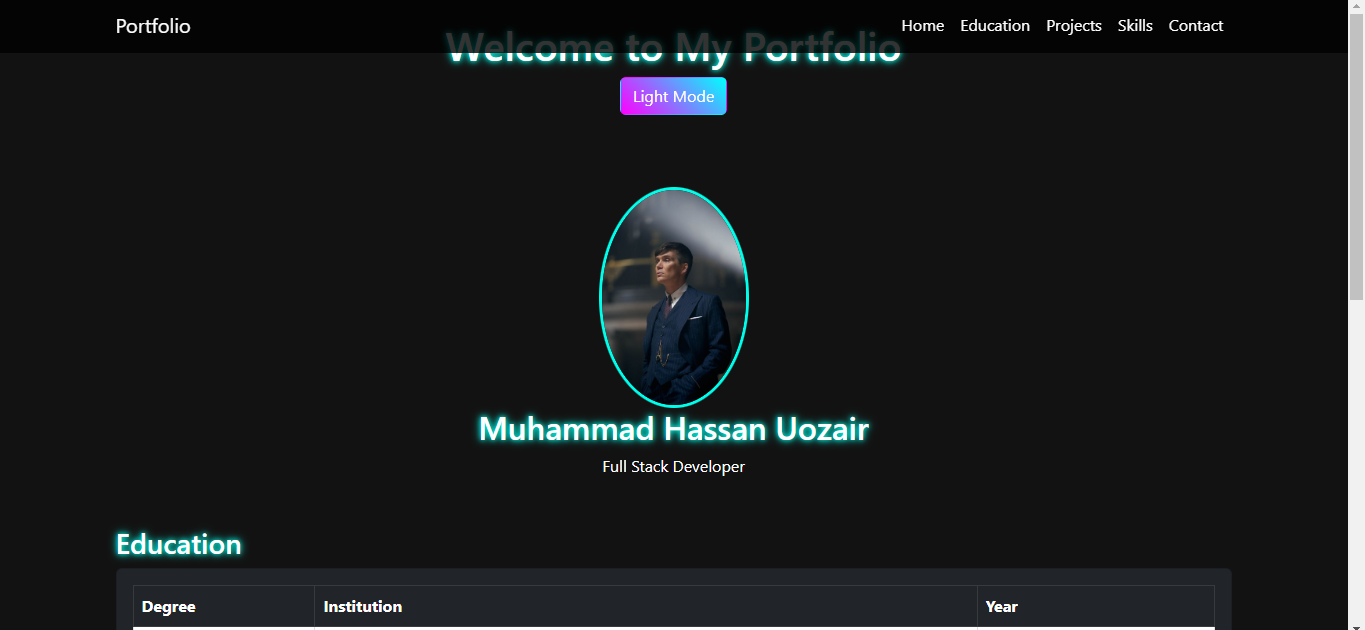 Portfolio Home Education Projects Skills Contact
Welcome to My Portfolio
Light Mode
Muhammad Hassan Uozair
Full Stack Developer
Education
Degree Institution Year